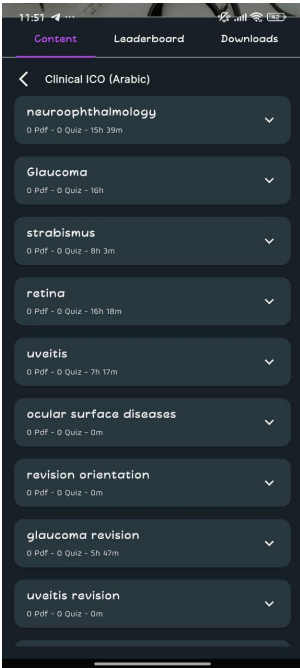 11:51
42
Content Leaderboard Downloads
Clinical ICO (Arabic)
neuroophthalmology
0 Pdf - 0 Quiz - 15h 39m
Glaucoma
0 Pdf - 0 Quiz - 16h
strabismus
0 Pdf - 0 Quiz - 8h 3m
retina
0 Pdf - 0 Quiz - 16h 18m
uveitis
0 Pdf - 0 Quiz - 7h 17m
ocular surface diseases
0 Pdf - 0 Quiz - 0m
revision orientation
0 Pdf - 0 Quiz - 0m
glaucoma revision
0 Pdf - 0 Quiz - 5h 47m
uveitis revision
0 Pdf - 0 Quiz - 0m